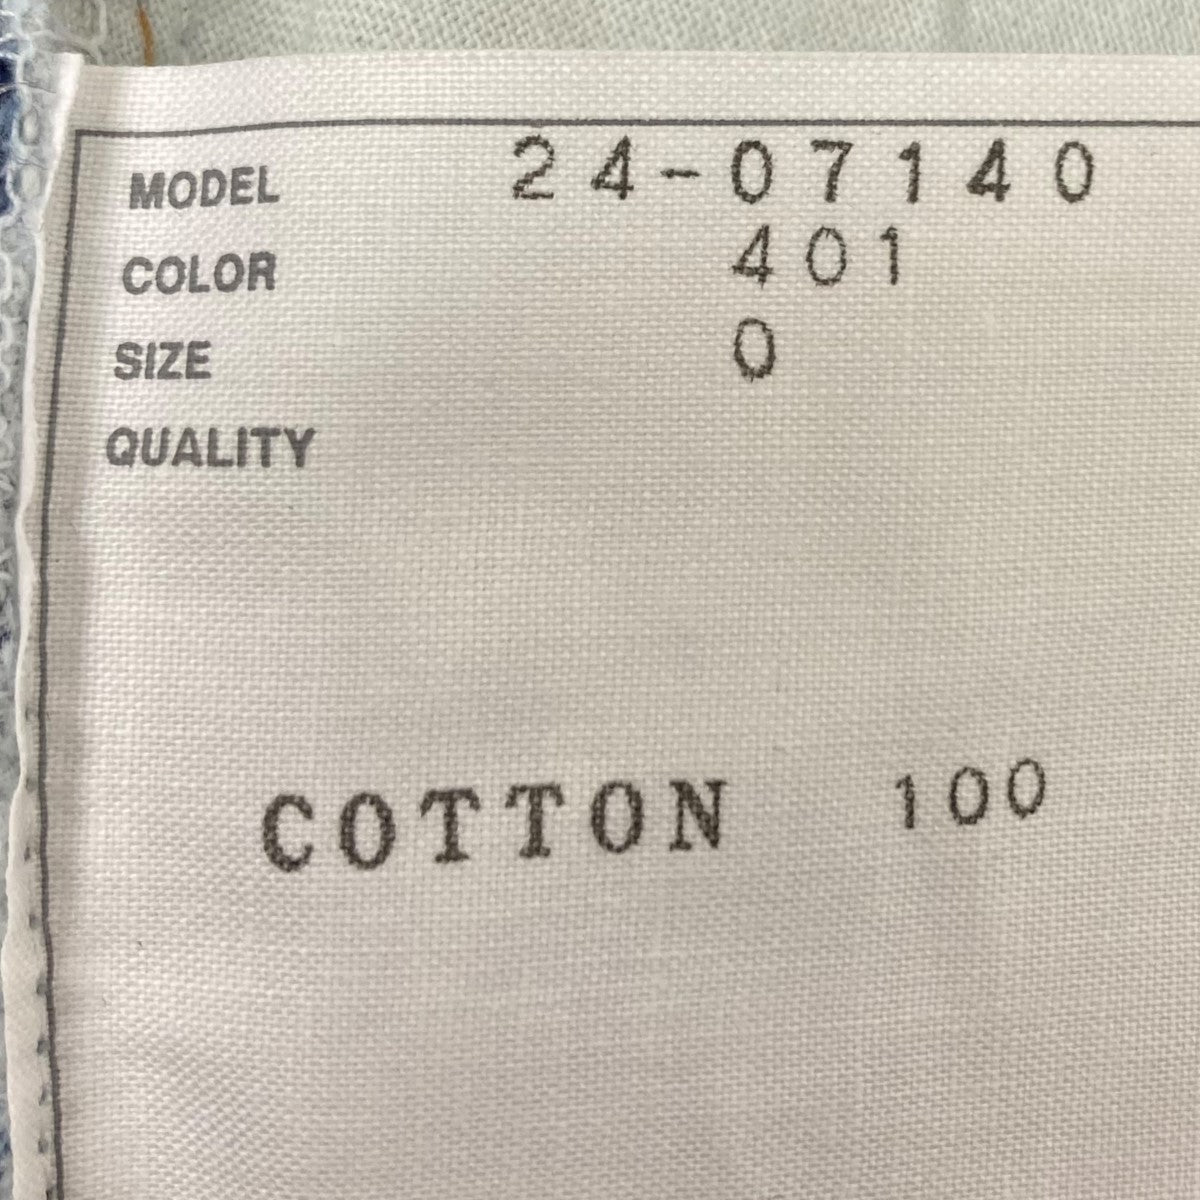 MODEL 24-07140
COLOR 401
SIZE 0
QUALITY
COTTON 100